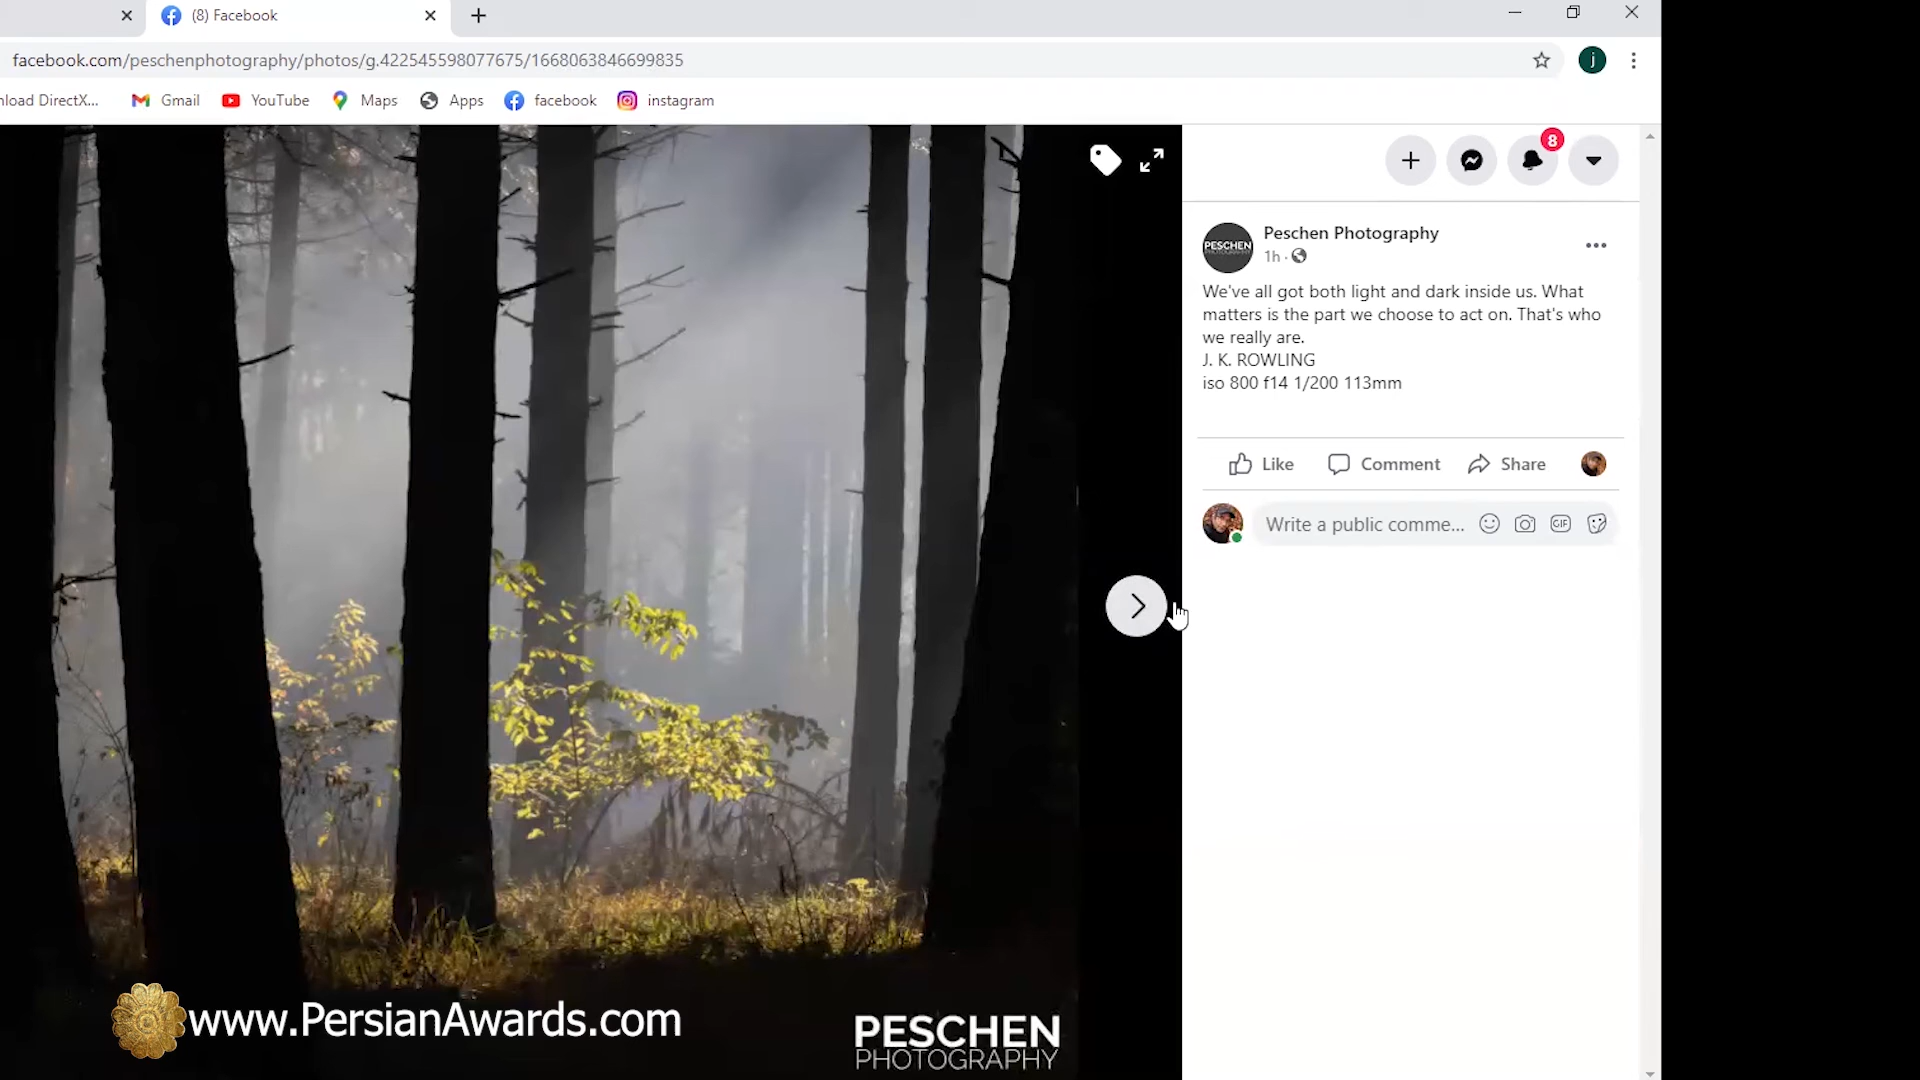 (8) Facebook
facebook.com/peschenphotography/photos/g.422545598077675/1668063846699835
j
nload DirectX...
Gmail
YouTube
Maps
Apps
facebook
instagram
8
PESCHEN
Peschen Photography
1h ·
We've all got both light and dark inside us. What
matters is the part we choose to act on. That's who
we really are.
J. K. ROWLING
iso 800 f14 1/200 113mm
Like
Comment
Share
Write a public comme...
GIF
www.PersianAwards.com
PESCHEN
PHOTOGRAPHY